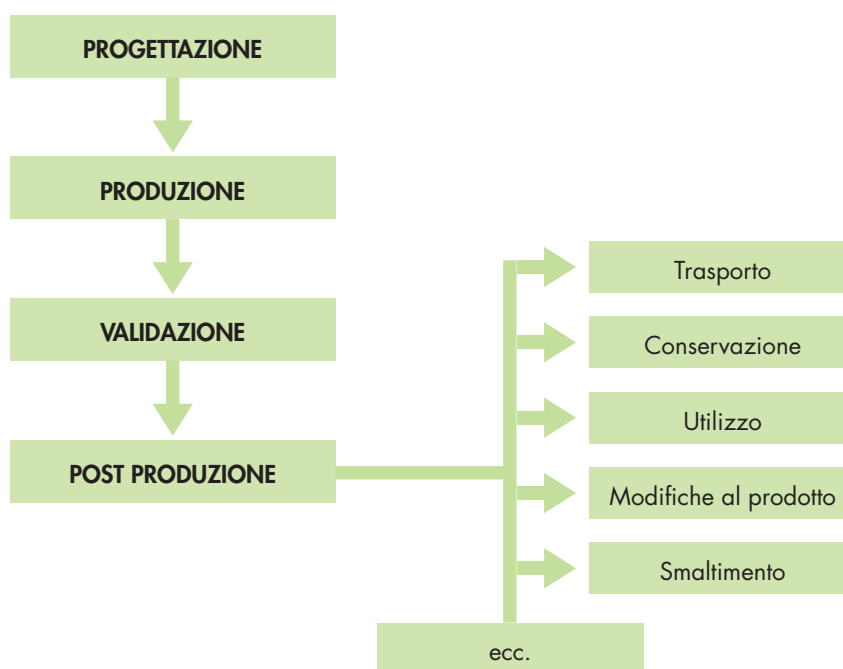 PROGETTAZIONE
PRODUZIONE
VALIDAZIONE
POST PRODUZIONE
Trasporto
Conservazione
Utilizzo
Modifiche al prodotto
Smaltimento
ecc.